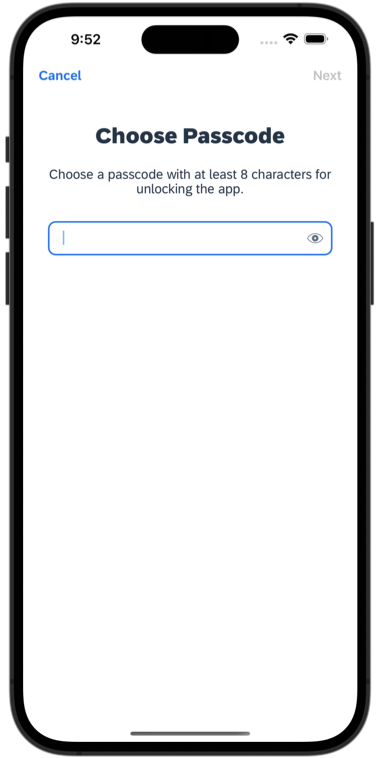 9:52
Cancel
Next
Choose Passcode
Choose a passcode with at least 8 characters for
unlocking the app.